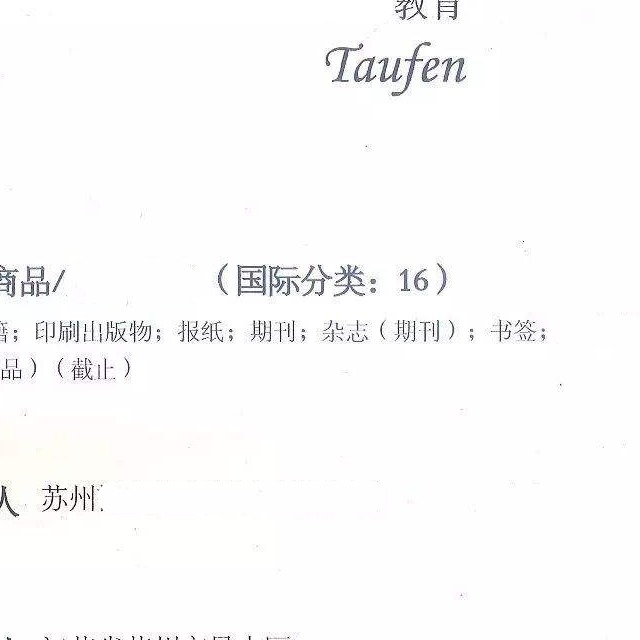 教育
Taufen
商品/ （国际分类：16）
籍；印刷出版物；报纸；期刊；杂志（期刊）；书签；
品）（截止）
人 苏州